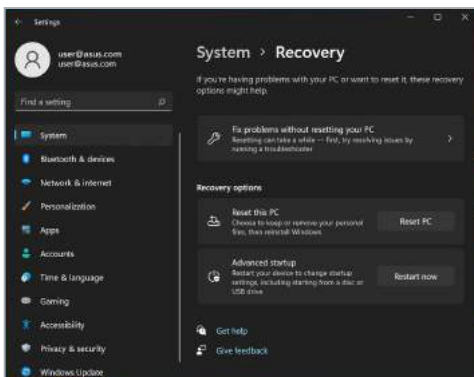 Settings
user@asus.com
user@asus.com
Find a setting
System
Bluetooth & devices
Network & internet
Personalization
Apps
Accounts
Time & language
Gaming
Accessibility
Privacy & security
Windows Update
System > Recovery
If you're having problems with your PC or want to reset it, these recovery
options might help.
Fix problems without resetting your PC
Resetting can take a while – first, try resolving issues by
running a troubleshooter
Recovery options
Reset this PC
Choose to keep or remove your personal
files, then reinstall Windows
Reset PC
Advanced startup
Restart your device to change startup
settings, including starting from a disc or
USB drive
Restart now
Get help
Give feedback